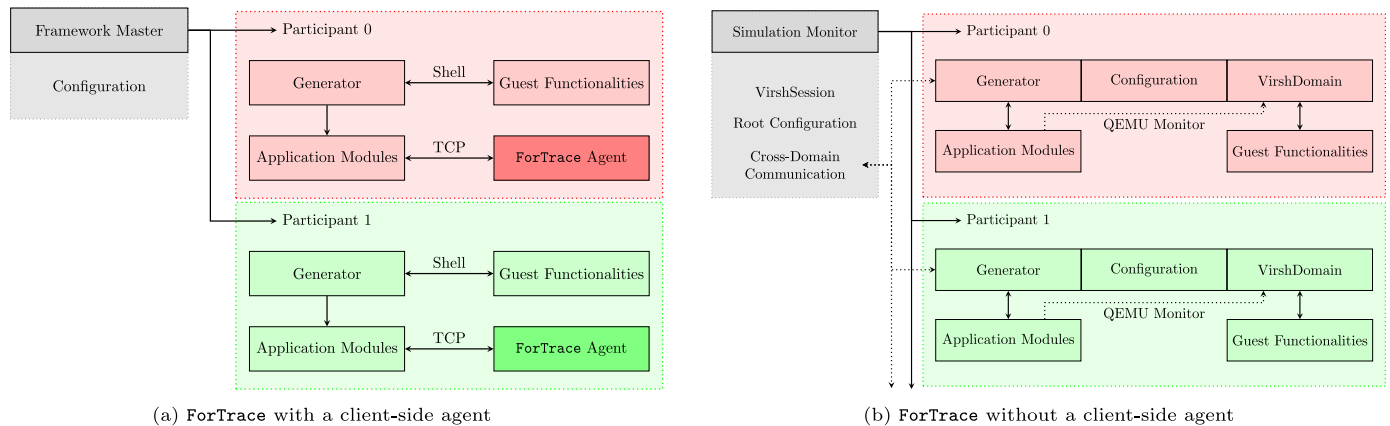 Framework Master
Configuration
Participant 0
Generator
Shell
Guest Functionalities
Application Modules
TCP
ForTrace Agent
Participant 1
Generator
Shell
Guest Functionalities
Application Modules
TCP
ForTrace Agent
(a) ForTrace with a client-side agent
Simulation Monitor
VirshSession
Root Configuration
Cross-Domain
Communication
Participant 0
Generator
Configuration
VirshDomain
QEMU Monitor
Application Modules
Guest Functionalities
Participant 1
Generator
Configuration
VirshDomain
QEMU Monitor
Application Modules
Guest Functionalities
(b) ForTrace without a client-side agent